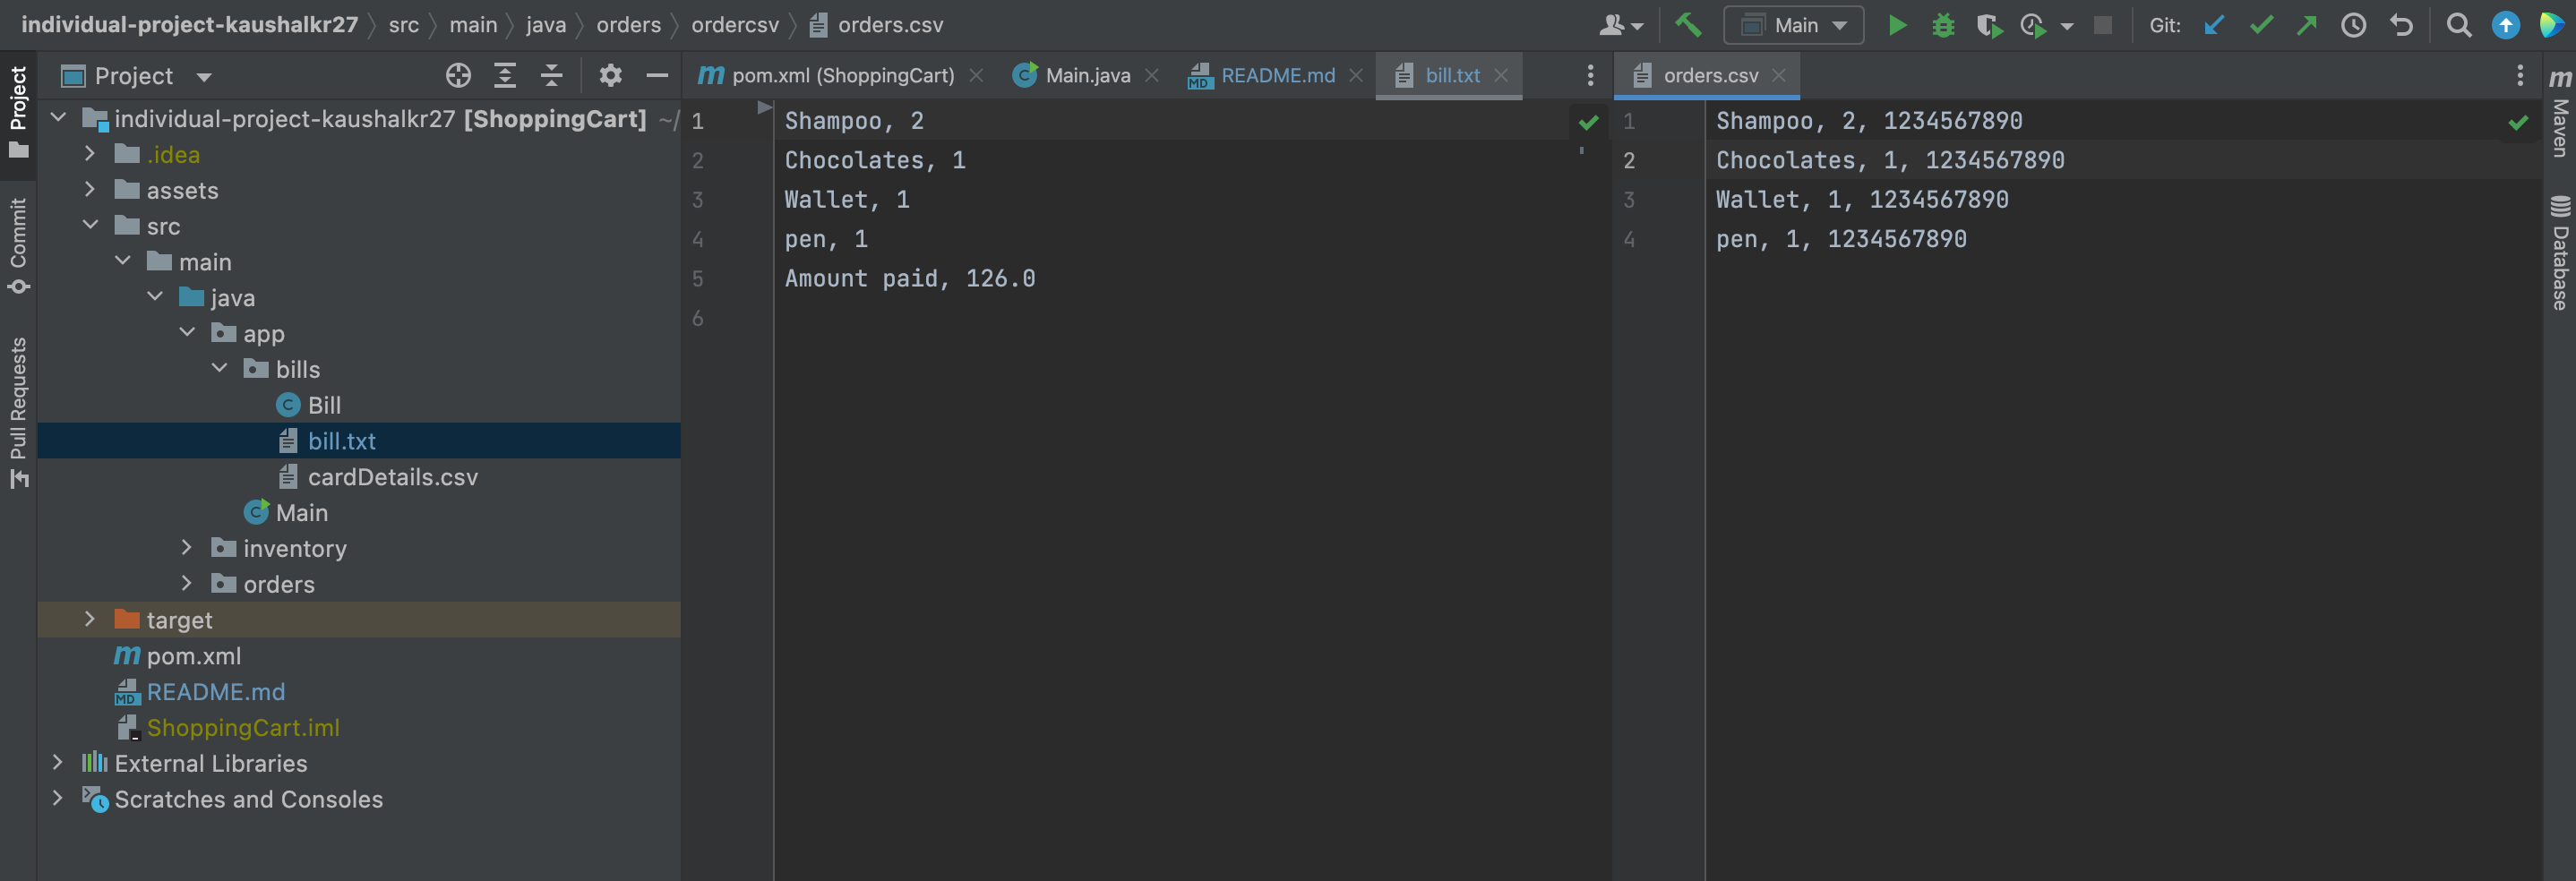 individual-project-kaushalkr27 src main java orders ordercsv orders.csv
Main
Git:
Project
Commit
Pull Requests
Project
individual-project-kaushalkr27 [ShoppingCart] ~/
.idea
assets
src
main
java
app
bills
Bill
bill.txt
cardDetails.csv
Main
inventory
orders
target
pom.xml
README.md
ShoppingCart.iml
External Libraries
Scratches and Consoles
pom.xml (ShoppingCart) Main.java README.md bill.txt
1 Shampoo, 2
2 Chocolates, 1
3 Wallet, 1
4 pen, 1
5 Amount paid, 126.0
6
orders.csv
1 Shampoo, 2, 1234567890
2 Chocolates, 1, 1234567890
3 Wallet, 1, 1234567890
4 pen, 1, 1234567890
Maven
Database